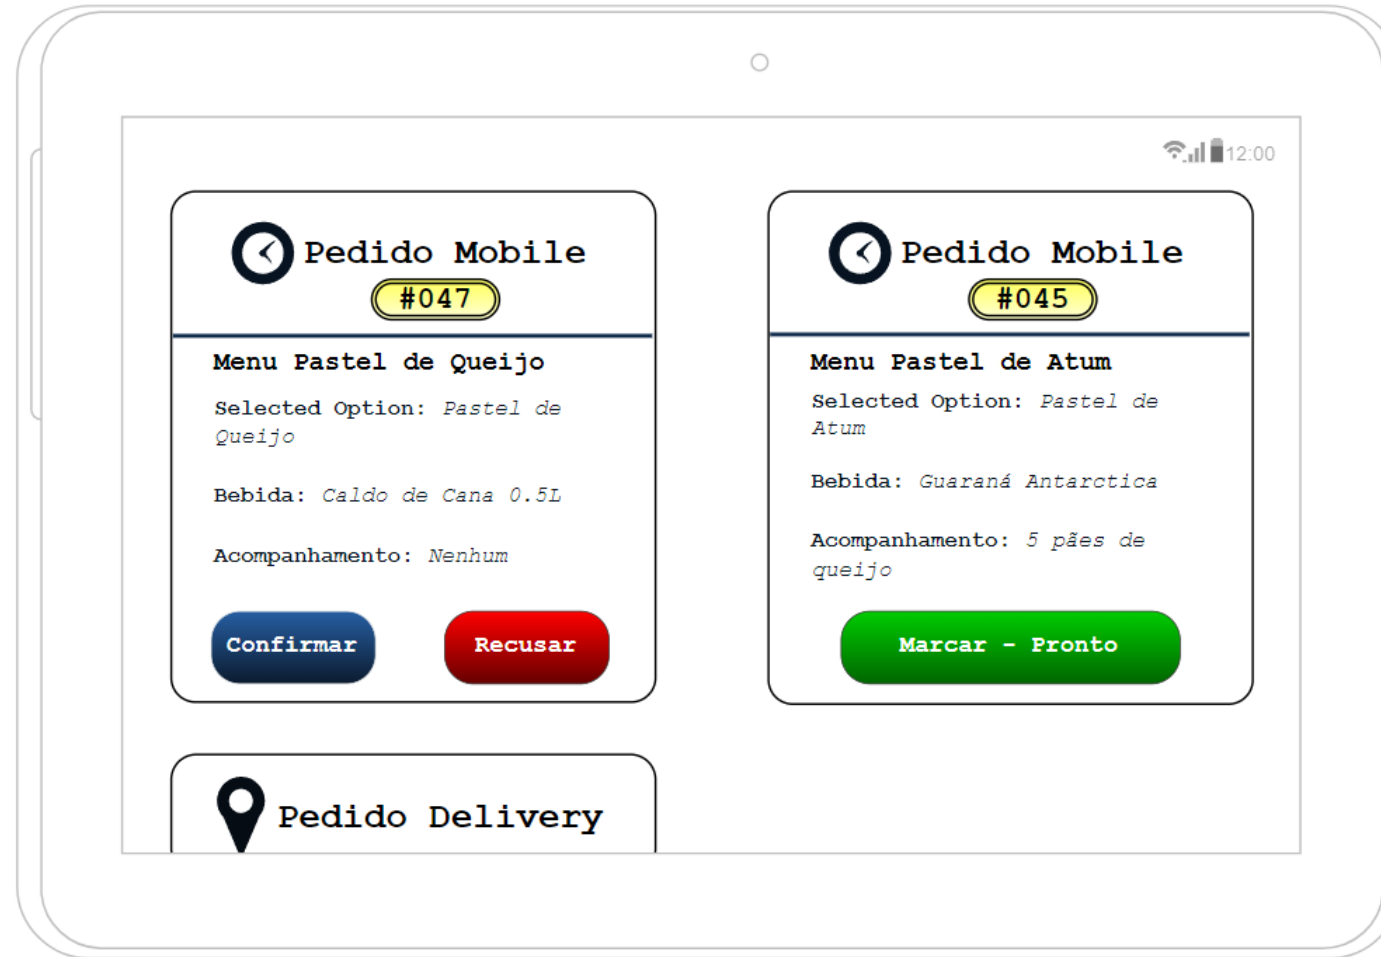 12:00
Pedido Mobile
#047
Menu Pastel de Queijo
Selected Option: Pastel de
Queijo
Bebida: Caldo de Cana 0.5L
Acompanhamento: Nenhum
Confirmar
Recusar
Pedido Mobile
#045
Menu Pastel de Atum
Selected Option: Pastel de
Atum
Bebida: Guaraná Antarctica
Acompanhamento: 5 pães de
queijo
Marcar - Pronto
Pedido Delivery